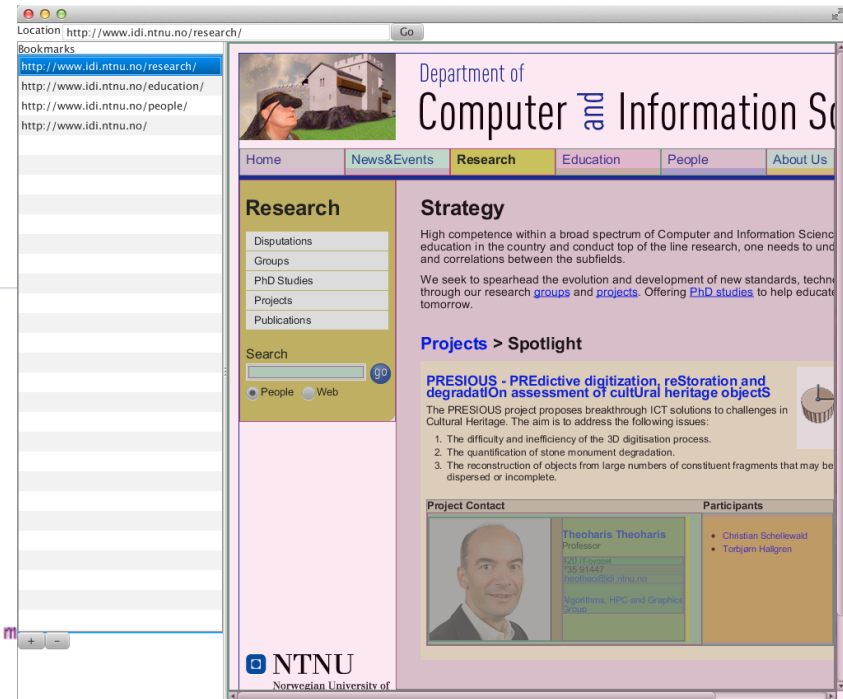 Location http://www.idi.ntnu.no/research/ Go
Bookmarks
http://www.idi.ntnu.no/research/
http://www.idi.ntnu.no/education/
http://www.idi.ntnu.no/people/
http://www.idi.ntnu.no/
+ -
Department of
Computer and Information Sc
Home News&Events Research Education People About Us
Research
Disputations
Groups
PhD Studies
Projects
Publications
Search
go
People Web
NTNU
Norwegian University of
Strategy
High competence within a broad spectrum of Computer and Information Scienc
education in the country and conduct top of the line research, one needs to und
and correlations between the subfields.
We seek to spearhead the evolution and development of new standards, techn
through our research groups and projects. Offering PhD studies to help educate
tomorrow.
Projects > Spotlight
PRESIOUS - PREdictive digitization, reStoration and
degradatIOn assessment of cultUral heritage objectS
The PRESIOUS project proposes breakthrough ICT solutions to challenges in
Cultural Heritage. The aim is to address the following issues:
1. The difficulty and inefficiency of the 3D digitisation process.
2. The quantification of stone monument degradation.
3. The reconstruction of objects from large numbers of constituent fragments that may be
dispersed or incomplete.
Project Contact Participants
Theoharis Theoharis
Professor
735 91447
theotheo@idi.ntnu.no
Algorithms, HPC and Graphics
Group
• Christian Schellewald
• Torbjørn Hallgren
m